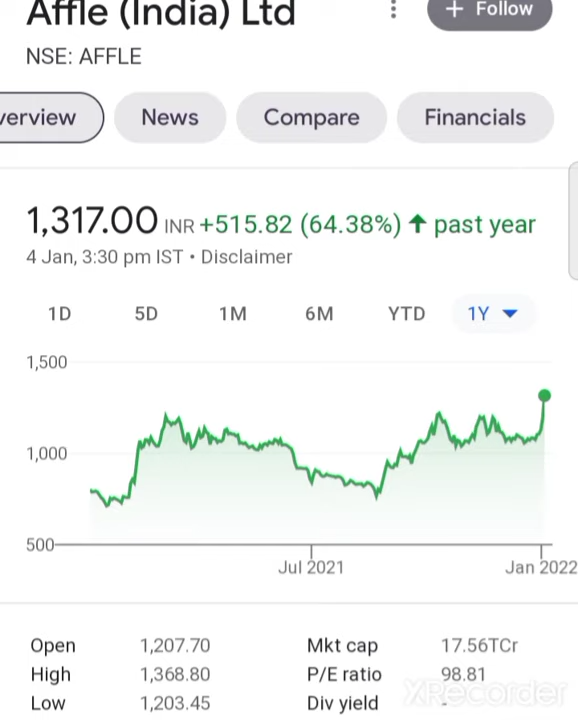 Affle (India) Ltd
+ Follow
NSE: AFFLE
verview News Compare Financials
1,317.00 INR +515.82 (64.38%) ↑ past year
4 Jan, 3:30 pm IST • Disclaimer
1D 5D 1M 6M YTD 1Y
1,500
1,000
500
Jul 2021 Jan 2022
Open 1,207.70 Mkt cap 17.56TCr
High 1,368.80 P/E ratio 98.81
Low 1,203.45 Div yield -
XRecorder